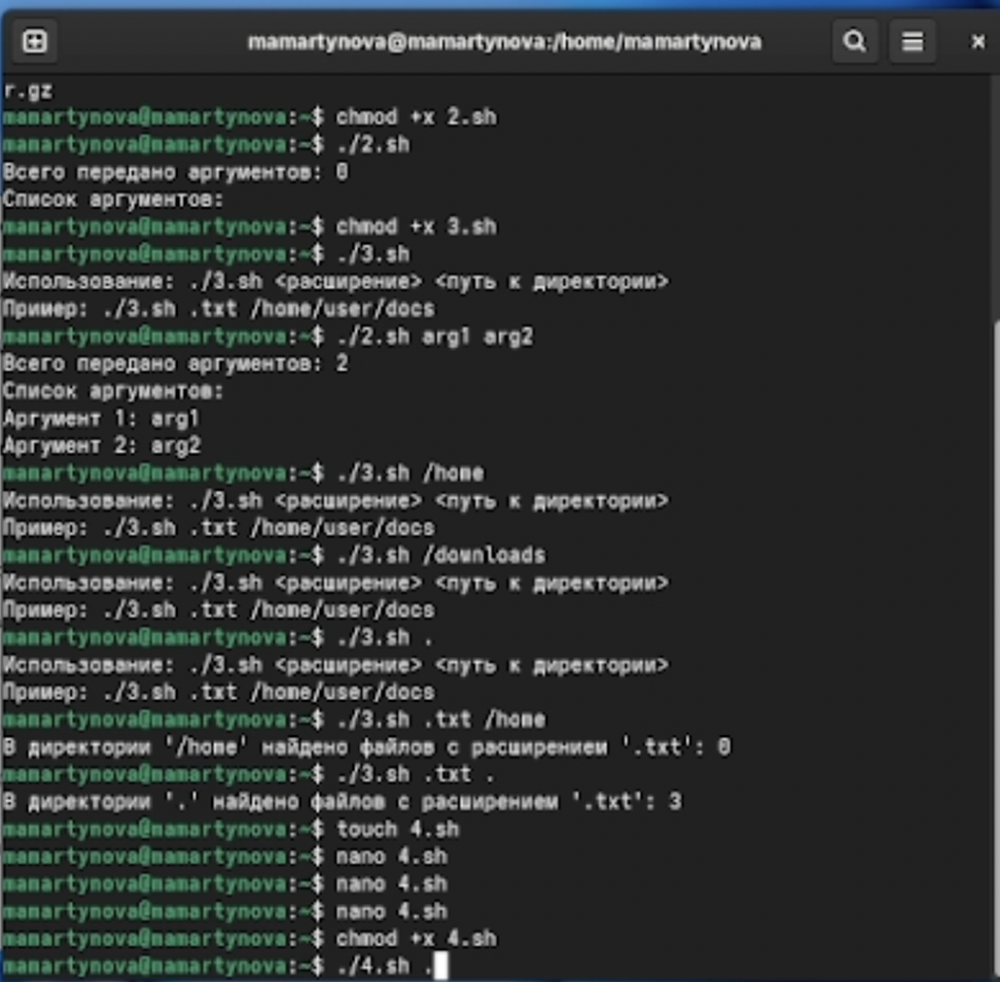 mamartynova@mamartynova:/home/mamartynova
r.gz
mamartynova@mamartynova:~$ chmod +x 2.sh
mamartynova@mamartynova:~$ ./2.sh
Всего передано аргументов: 0
Список аргументов:
mamartynova@mamartynova:~$ chmod +x 3.sh
mamartynova@mamartynova:~$ ./3.sh
Использование: ./3.sh <расширение> <путь к директории>
Пример: ./3.sh .txt /home/user/docs
mamartynova@mamartynova:~$ ./2.sh arg1 arg2
Всего передано аргументов: 2
Список аргументов:
Аргумент 1: arg1
Аргумент 2: arg2
mamartynova@mamartynova:~$ ./3.sh /home
Использование: ./3.sh <расширение> <путь к директории>
Пример: ./3.sh .txt /home/user/docs
mamartynova@mamartynova:~$ ./3.sh /downloads
Использование: ./3.sh <расширение> <путь к директории>
Пример: ./3.sh .txt /home/user/docs
mamartynova@mamartynova:~$ ./3.sh .
Использование: ./3.sh <расширение> <путь к директории>
Пример: ./3.sh .txt /home/user/docs
mamartynova@mamartynova:~$ ./3.sh .txt /home
В директории '/home' найдено файлов с расширением '.txt': 0
mamartynova@mamartynova:~$ ./3.sh .txt .
В директории '.' найдено файлов с расширением '.txt': 3
mamartynova@mamartynova:~$ touch 4.sh
mamartynova@mamartynova:~$ nano 4.sh
mamartynova@mamartynova:~$ nano 4.sh
mamartynova@mamartynova:~$ nano 4.sh
mamartynova@mamartynova:~$ chmod +x 4.sh
mamartynova@mamartynova:~$ ./4.sh .